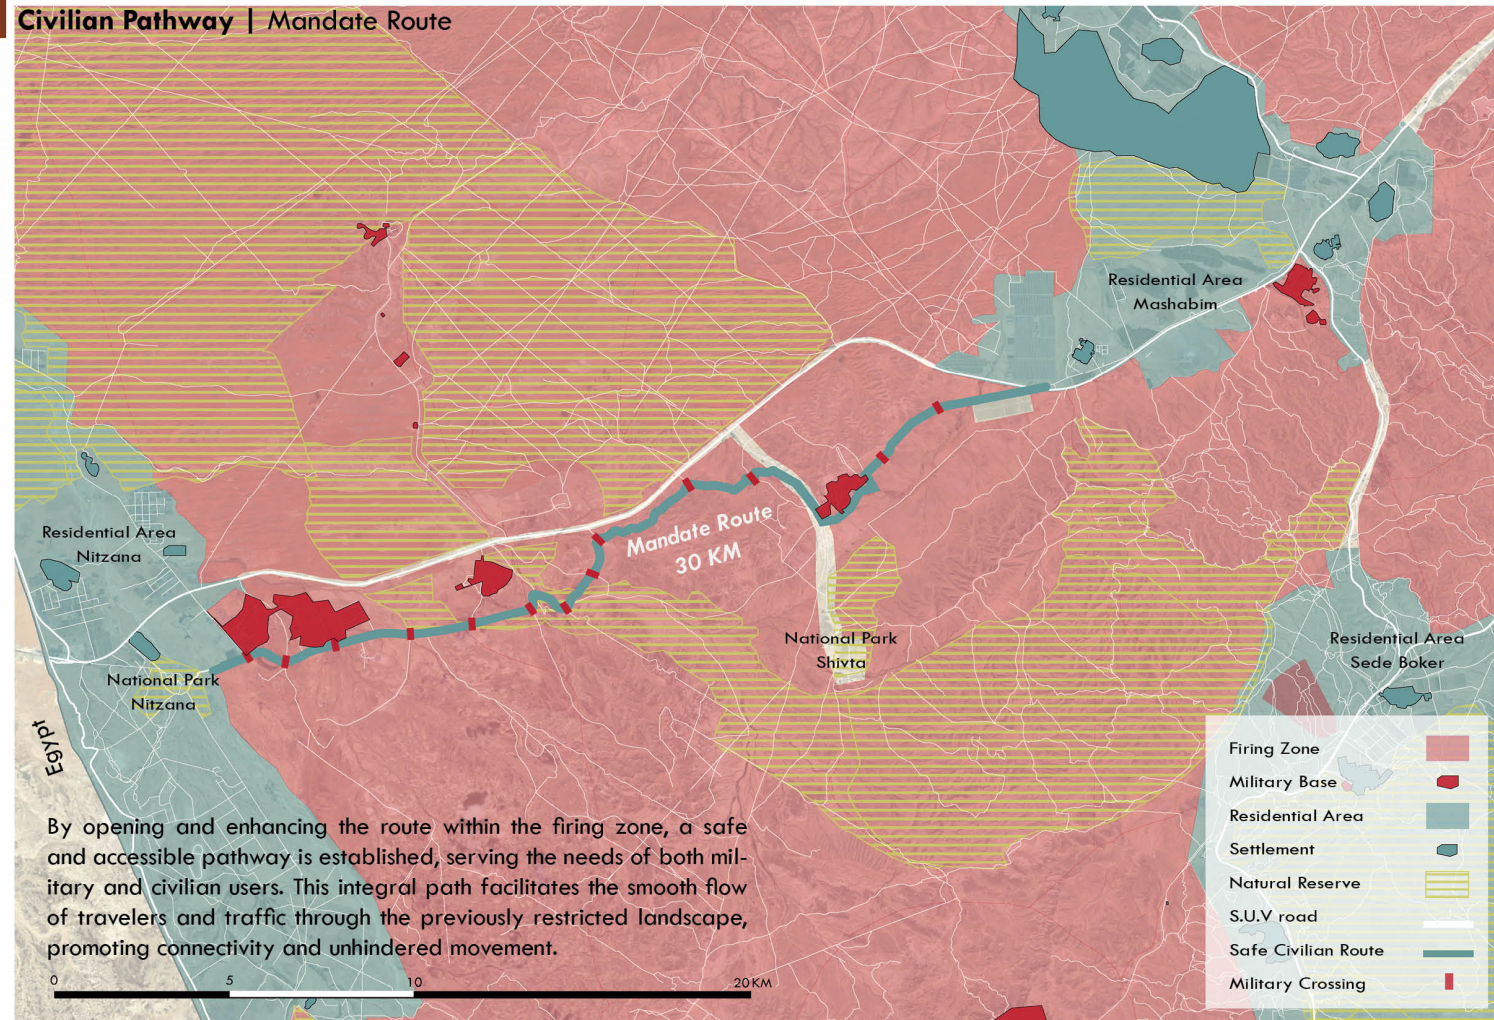 Civilian Pathway | Mandate Route
Residential Area
Mashabim
Residential Area
Nitzana
Mandate Route
30 KM
National Park
Shivta
Residential Area
Sede Boker
National Park
Nitzana
Egypt
Firing Zone
Military Base
Residential Area
Settlement
Natural Reserve
S.U.V road
Safe Civilian Route
Military Crossing
By opening and enhancing the route within the firing zone, a safe
and accessible pathway is established, serving the needs of both mil-
itary and civilian users. This integral path facilitates the smooth flow
of travelers and traffic through the previously restricted landscape,
promoting connectivity and unhindered movement.
0 5 10 20 KM